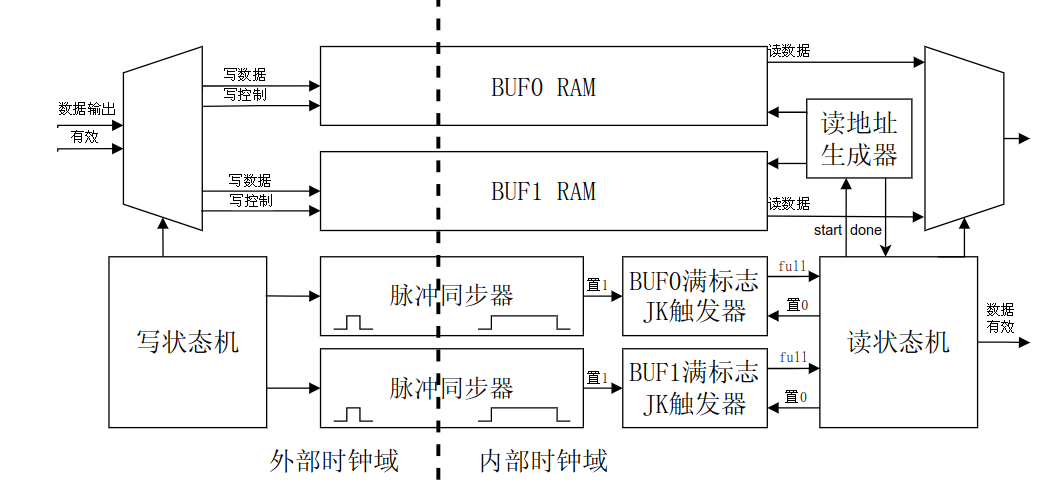 读数据
写数据
写控制
BUF0 RAM
数据输出
有效
读地址
生成器
写数据
写控制
BUF1 RAM
读数据
start
done
写状态机
脉冲同步器
置1
BUF0满标志
JK触发器
full
置0
读状态机
数据
有效
脉冲同步器
置1
BUF1满标志
JK触发器
full
置0
外部时钟域
内部时钟域